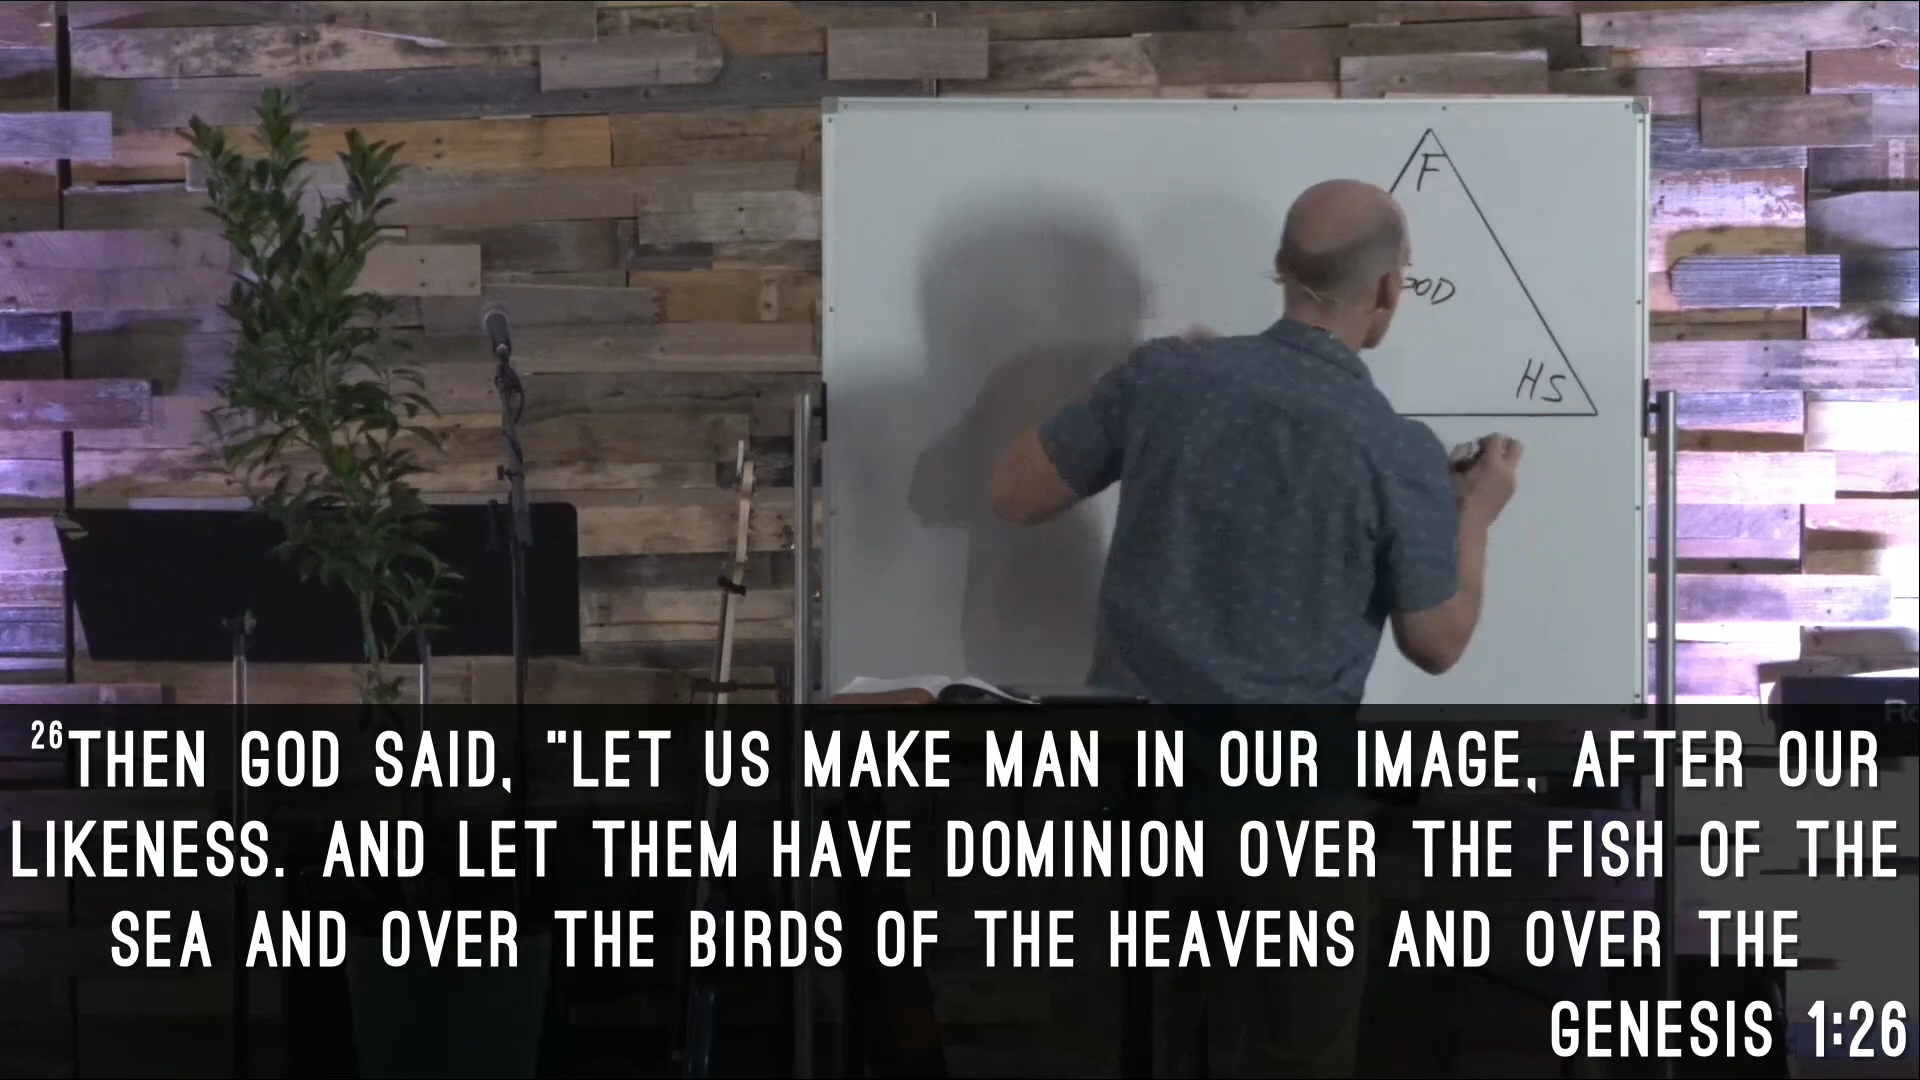 F
HS
26THEN GOD SAID, "LET US MAKE MAN IN OUR IMAGE, AFTER OUR
LIKENESS. AND LET THEM HAVE DOMINION OVER THE FISH OF THE
SEA AND OVER THE BIRDS OF THE HEAVENS AND OVER THE
GENESIS 1:26